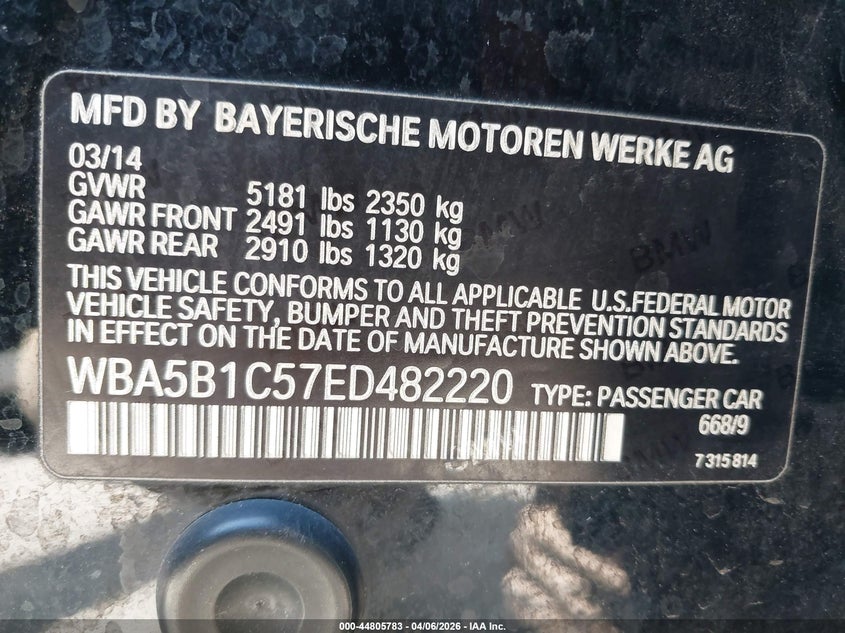 MFD BY BAYERISCHE MOTOREN WERKE AG
03/14
GVWR 5181 lbs 2350 kg
GAWR FRONT 2491 lbs 1130 kg
GAWR REAR 2910 lbs 1320 kg
THIS VEHICLE CONFORMS TO ALL APPLICABLE U.S.FEDERAL MOTOR
VEHICLE SAFETY, BUMPER AND THEFT PREVENTION STANDARDS
IN EFFECT ON THE DATE OF MANUFACTURE SHOWN ABOVE.
WBA5B1C57ED482220 TYPE: PASSENGER CAR
668/9
7315814
BMW
000-44805783 - 04/06/2026 - IAA Inc.